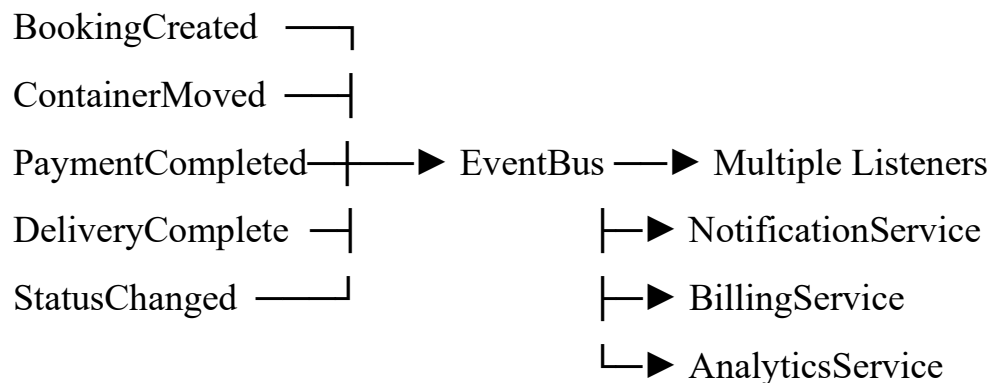 BookingCreated
ContainerMoved
PaymentCompleted EventBus Multiple Listeners
DeliveryComplete NotificationService
StatusChanged BillingService
AnalyticsService